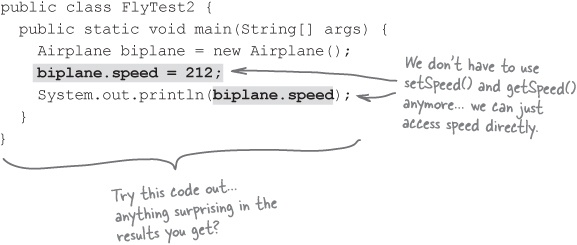 public class FlyTest2 {
public static void main(String[] args) {
Airplane biplane = new Airplane();
biplane.speed = 212;
System.out.println(biplane.speed);
}
}
We don't have to use
setSpeed() and getSpeed()
anymore... we can just
access speed directly.
Try this code out...
anything surprising in the
results you get?